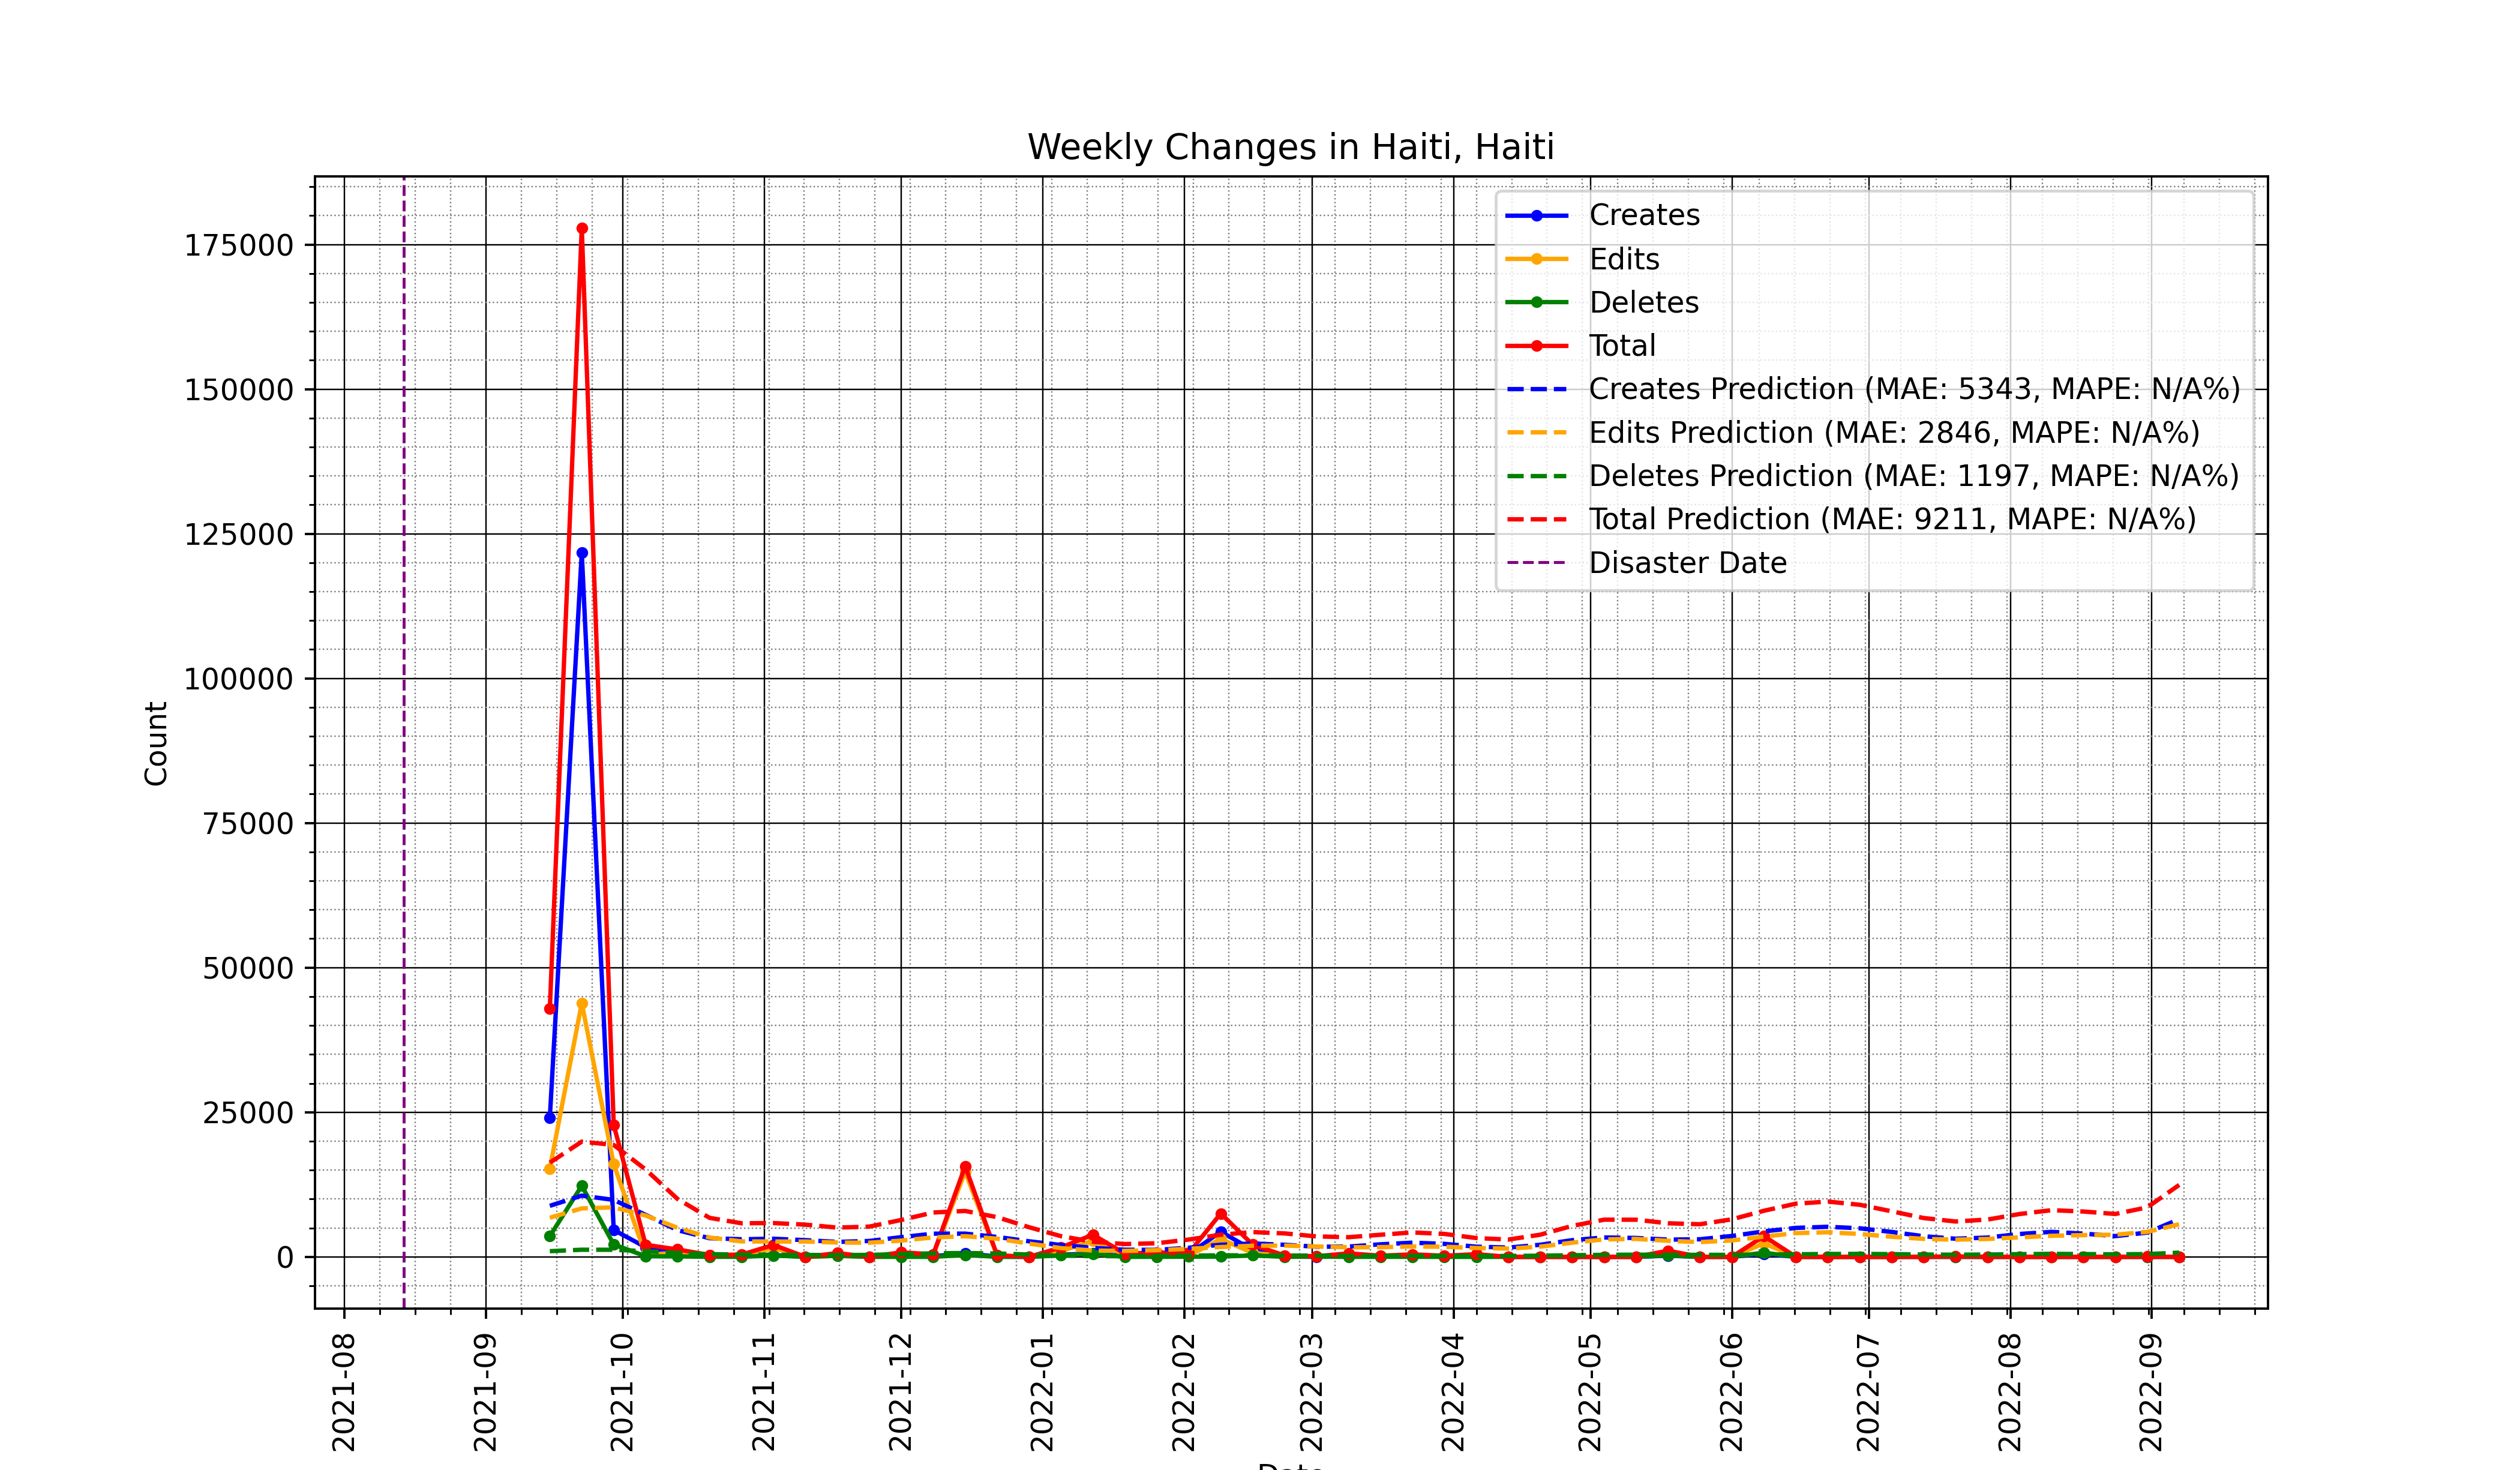 Weekly Changes in Haiti, Haiti
Creates
Edits
Deletes
Total
Creates Prediction (MAE: 5343, MAPE: N/A%)
Edits Prediction (MAE: 2846, MAPE: N/A%)
Deletes Prediction (MAE: 1197, MAPE: N/A%)
Total Prediction (MAE: 9211, MAPE: N/A%)
Disaster Date
Count
175000
150000
125000
100000
75000
50000
25000
0
2021-08
2021-09
2021-10
2021-11
2021-12
2022-01
2022-02
2022-03
2022-04
2022-05
2022-06
2022-07
2022-08
2022-09
Date